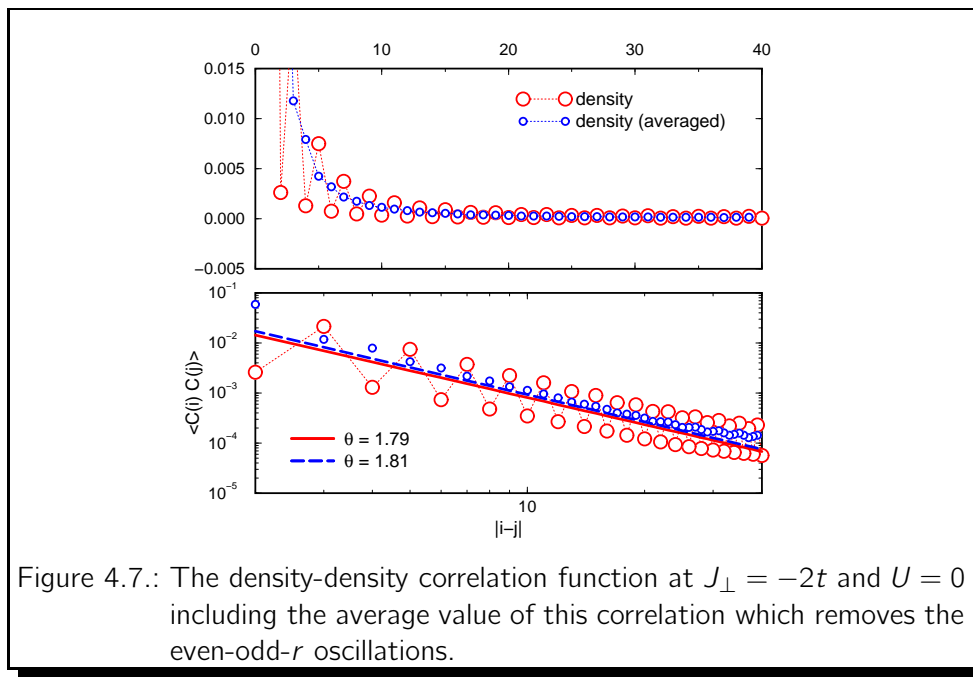 0 10 20 30 40
0.015
0.010
0.005
0.000
−0.005
density
density (averaged)
10⁻¹
10⁻²
10⁻³
10⁻⁴
10⁻⁵
<C(i) C(j)>
θ = 1.79
θ = 1.81
10
|i−j|
Figure 4.7.: The density-density correlation function at J⊥ = −2t and U = 0
including the average value of this correlation which removes the
even-odd-r oscillations.